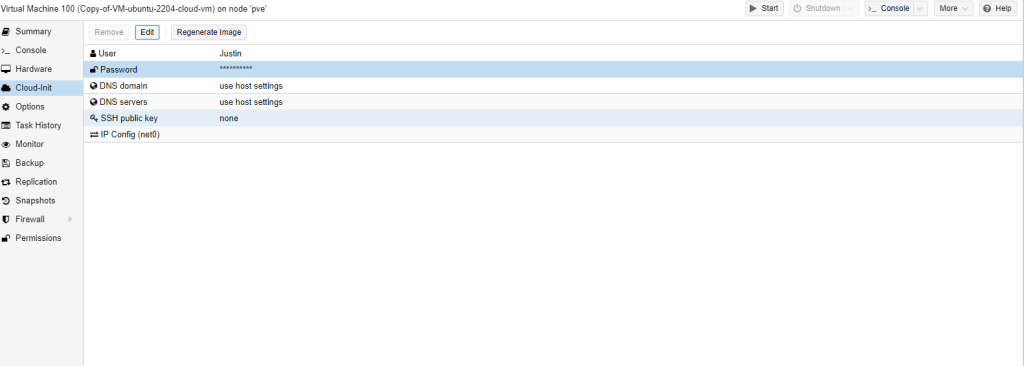 Virtual Machine 100 (Copy-of-VM-ubuntu-2204-cloud-vm) on node 'pve'
Start
Shutdown
>_ Console
More
Help
Summary
>_ Console
Hardware
Cloud-Init
Options
Task History
Monitor
Backup
Replication
Snapshots
Firewall
Permissions
Remove
Edit
Regenerate Image
User Justin
Password **********
DNS domain use host settings
DNS servers use host settings
SSH public key none
IP Config (net0)